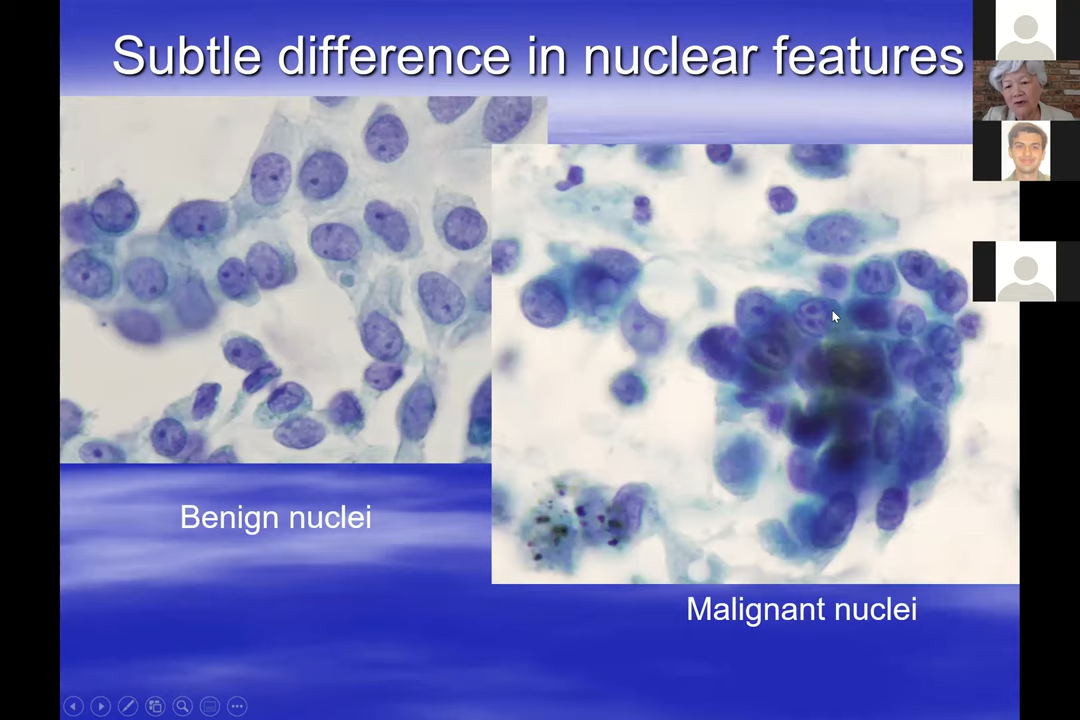 Subtle difference in nuclear features
Benign nuclei
Malignant nuclei